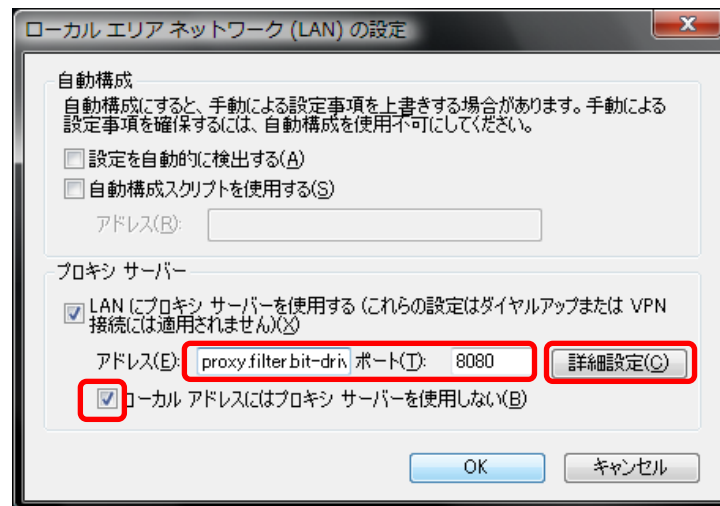 ローカル エリア ネットワーク (LAN) の設定
自動構成
自動構成にすると、手動による設定事項を上書きする場合があります。手動による
設定事項を確保するには、自動構成を使用不可にしてください。
設定を自動的に検出する(A)
自動構成スクリプトを使用する(S)
アドレス(R):
プロキシ サーバー
LAN にプロキシ サーバーを使用する (これらの設定はダイヤルアップまたは VPN
接続には適用されません)(X)
アドレス(E): proxy.filter.bit-driv ポート(T): 8080 詳細設定(C)
ローカル アドレスにはプロキシ サーバーを使用しない(B)
OK キャンセル